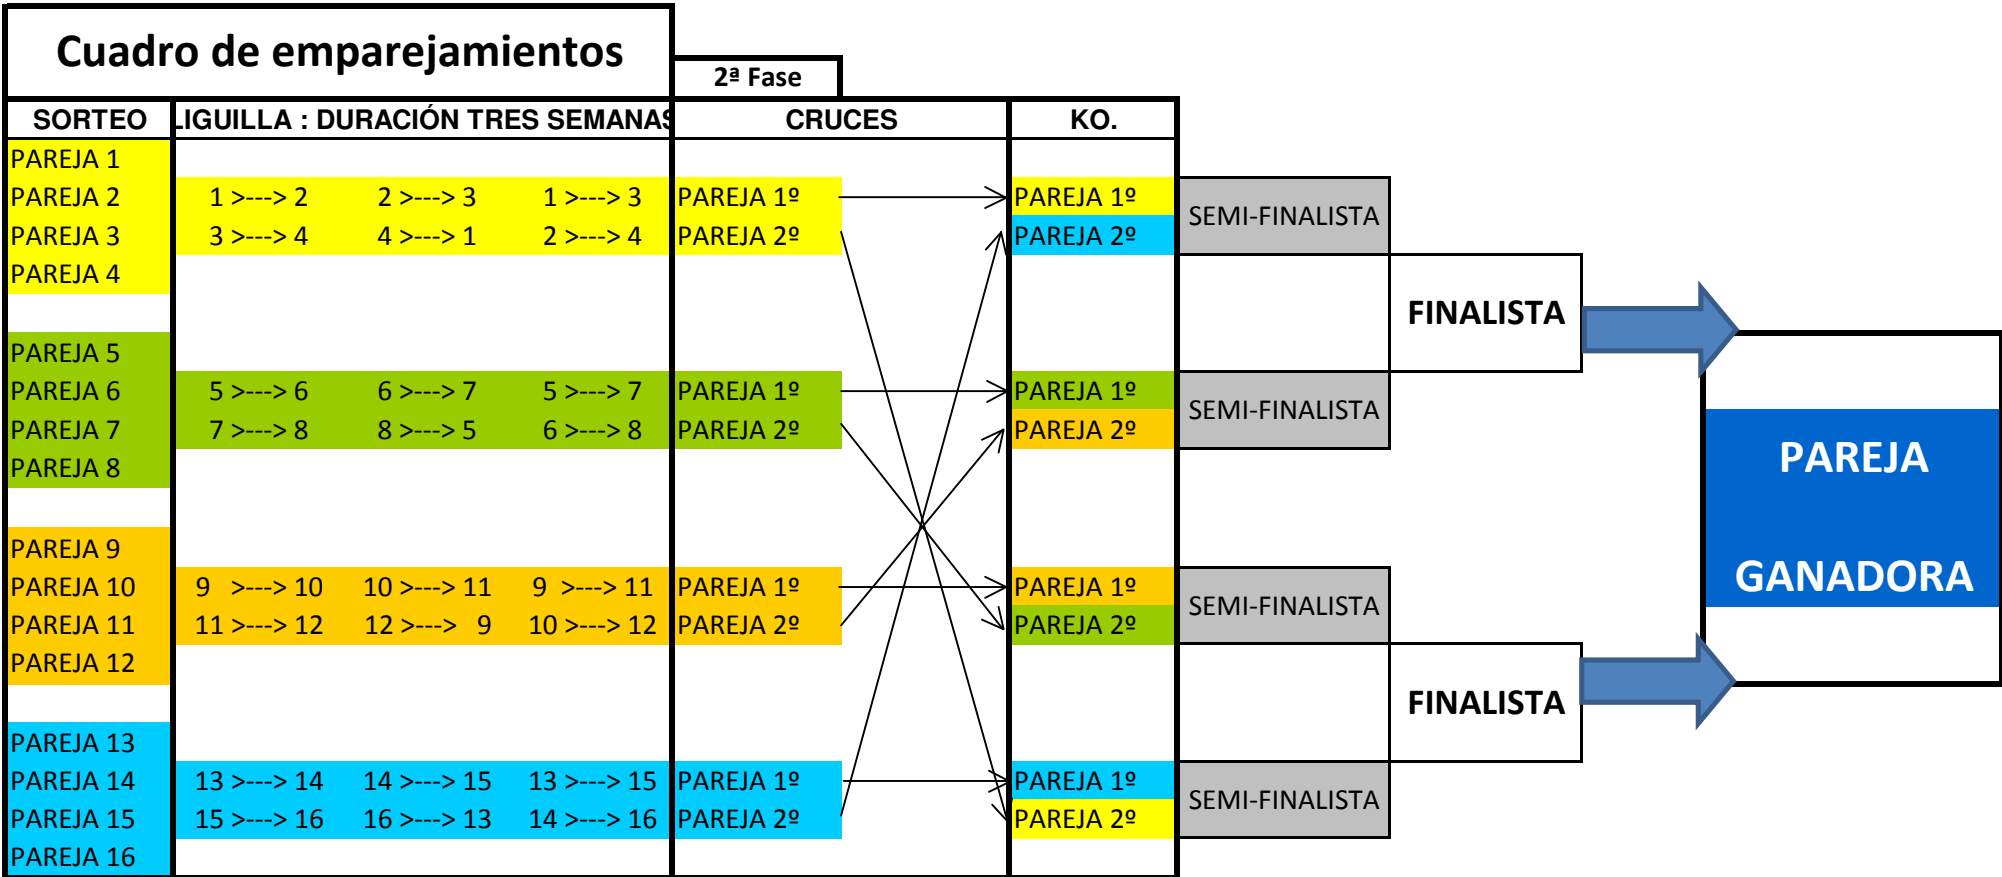 Cuadro de emparejamientos
2ª Fase
SORTEO LIGUILLA : DURACIÓN TRES SEMANAS CRUCES KO.
PAREJA 1
PAREJA 2 1 >---> 2 2 >---> 3 1 >---> 3 PAREJA 1º PAREJA 1º
SEMI-FINALISTA
PAREJA 3 3 >---> 4 4 >---> 1 2 >---> 4 PAREJA 2º PAREJA 2º
PAREJA 4
FINALISTA
PAREJA 5
PAREJA 6 5 >---> 6 6 >---> 7 5 >---> 7 PAREJA 1º PAREJA 1º
SEMI-FINALISTA
PAREJA 7 7 >---> 8 8 >---> 5 6 >---> 8 PAREJA 2º PAREJA 2º
PAREJA
PAREJA 8
PAREJA 9
GANADORA
PAREJA 10 9 >---> 10 10 >---> 11 9 >---> 11 PAREJA 1º PAREJA 1º
SEMI-FINALISTA
PAREJA 11 11 >---> 12 12 >---> 9 10 >---> 12 PAREJA 2º PAREJA 2º
PAREJA 12
FINALISTA
PAREJA 13
PAREJA 14 13 >---> 14 14 >---> 15 13 >---> 15 PAREJA 1º PAREJA 1º
SEMI-FINALISTA
PAREJA 15 15 >---> 16 16 >---> 13 14 >---> 16 PAREJA 2º PAREJA 2º
PAREJA 16